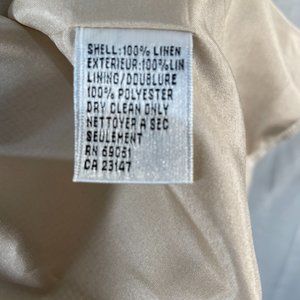 SHELL:100% LINEN
EXTERIEUR:100%LIN
LINING/DOUBLURE
100% POLYESTER
DRY CLEAN ONLY
NETTOYER A SEC
SEULEMENT
RN 65051
CA 23147